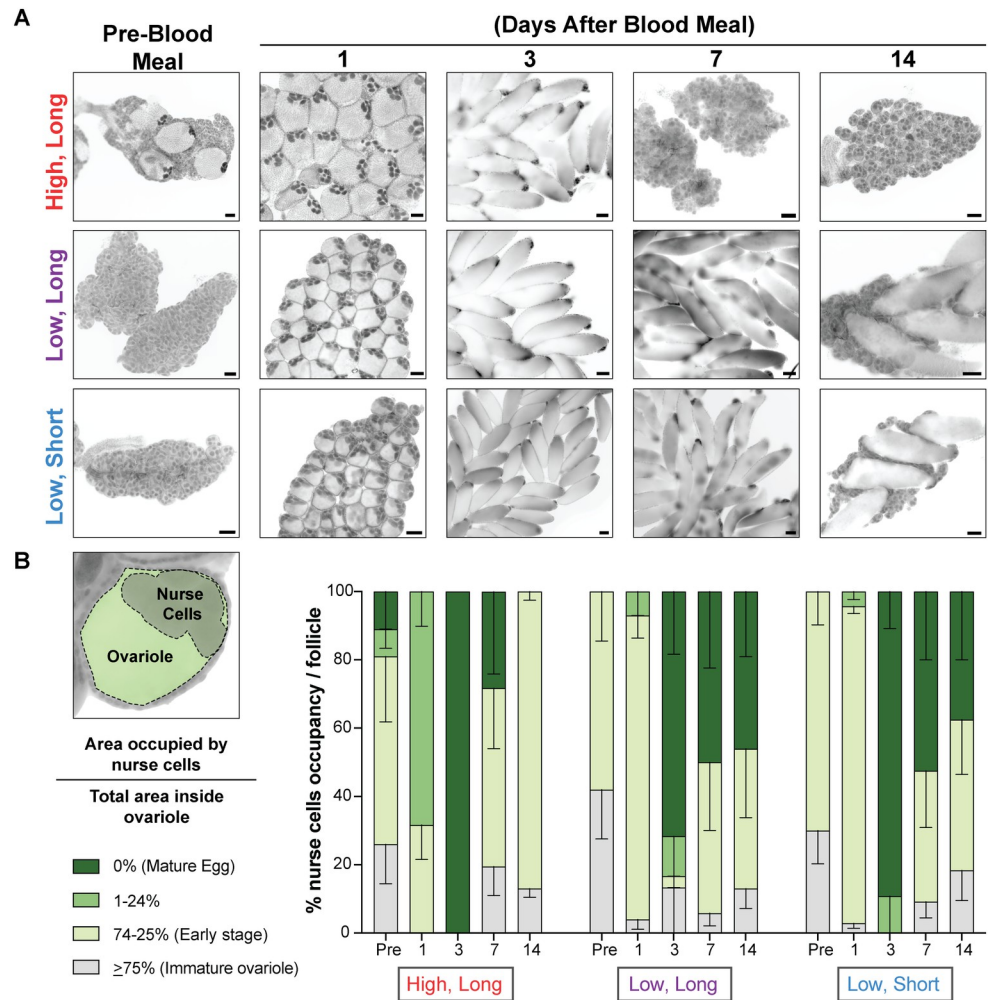 A
Pre-Blood
Meal
(Days After Blood Meal)
1 3 7 14
High, Long
Low, Long
Low, Short
B
Nurse
Cells
Ovariole
Area occupied by
nurse cells
Total area inside
ovariole
0% (Mature Egg)
1-24%
74-25% (Early stage)
≥75% (Immature ovariole)
% nurse cells occupancy / follicle
100
80
60
40
20
0
Pre 1 3 7 14 Pre 1 3 7 14 Pre 1 3 7 14
High, Long Low, Long Low, Short